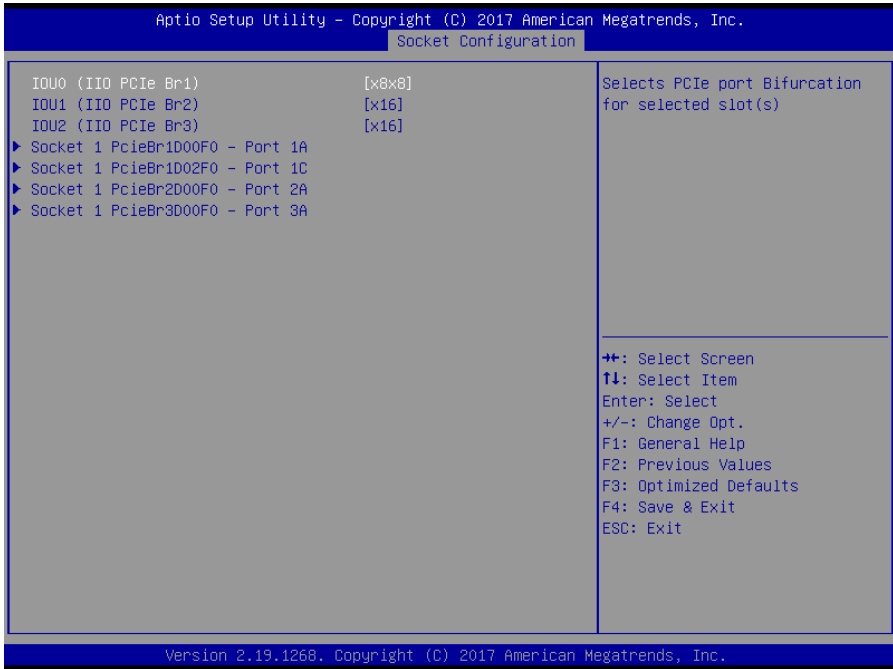 Aptio Setup Utility – Copyright (C) 2017 American Megatrends, Inc.
Socket Configuration
IOU0 (IIO PCIe Br1) [x8x8]
IOU1 (IIO PCIe Br2) [x16]
IOU2 (IIO PCIe Br3) [x16]
▶ Socket 1 PcieBr1D00F0 – Port 1A
▶ Socket 1 PcieBr1D02F0 – Port 1C
▶ Socket 1 PcieBr2D00F0 – Port 2A
▶ Socket 1 PcieBr3D00F0 – Port 3A
Selects PCIe port Bifurcation
for selected slot(s)
→←: Select Screen
↑↓: Select Item
Enter: Select
+/-: Change Opt.
F1: General Help
F2: Previous Values
F3: Optimized Defaults
F4: Save & Exit
ESC: Exit
Version 2.19.1268. Copyright (C) 2017 American Megatrends, Inc.